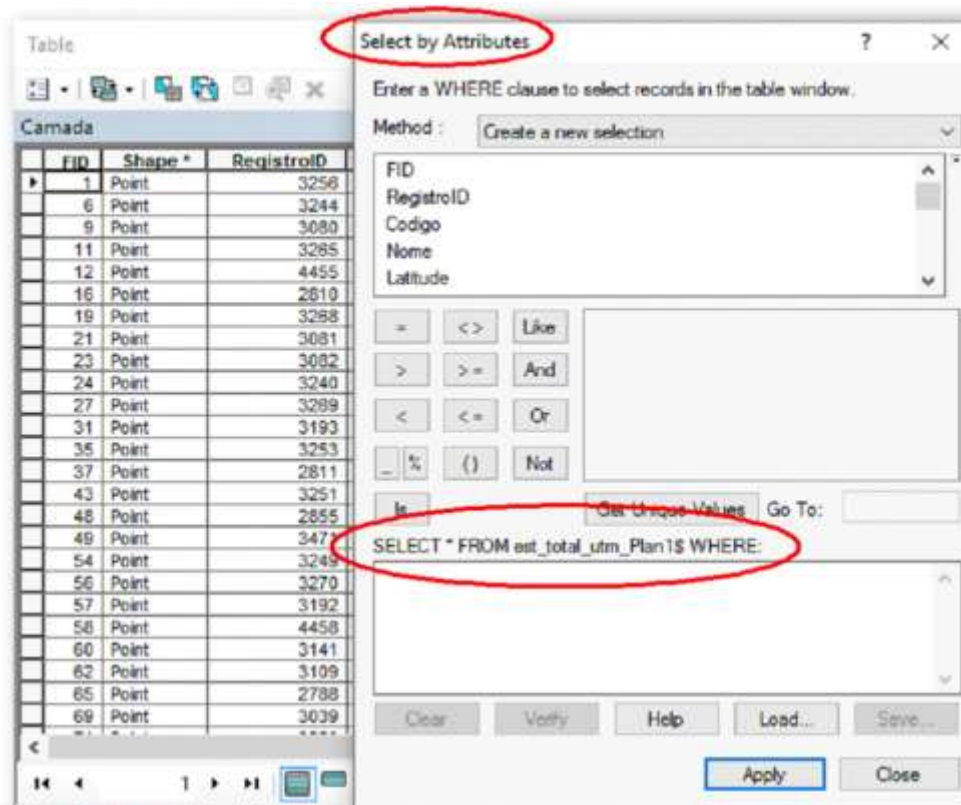 Table
Camada
FID Shape * RegistroID
1 Point 3256
6 Point 3244
9 Point 3080
11 Point 3265
12 Point 4455
16 Point 2810
19 Point 3268
21 Point 3081
23 Point 3082
24 Point 3240
27 Point 3269
31 Point 3193
35 Point 3253
37 Point 2811
43 Point 3251
48 Point 2855
49 Point 3471
54 Point 3249
56 Point 3270
57 Point 3192
58 Point 4458
60 Point 3141
62 Point 3109
65 Point 2788
69 Point 3039
1
Select by Attributes ? ×
Enter a WHERE clause to select records in the table window.
Method : Create a new selection
FID
RegistroID
Codigo
Nome
Latitude
= <> Like
> > = And
< < = Or
_ % () Not
Is Get Unique Values Go To:
SELECT * FROM est_total_utm_Plan1$ WHERE:
Clear Verify Help Load... Save...
Apply Close